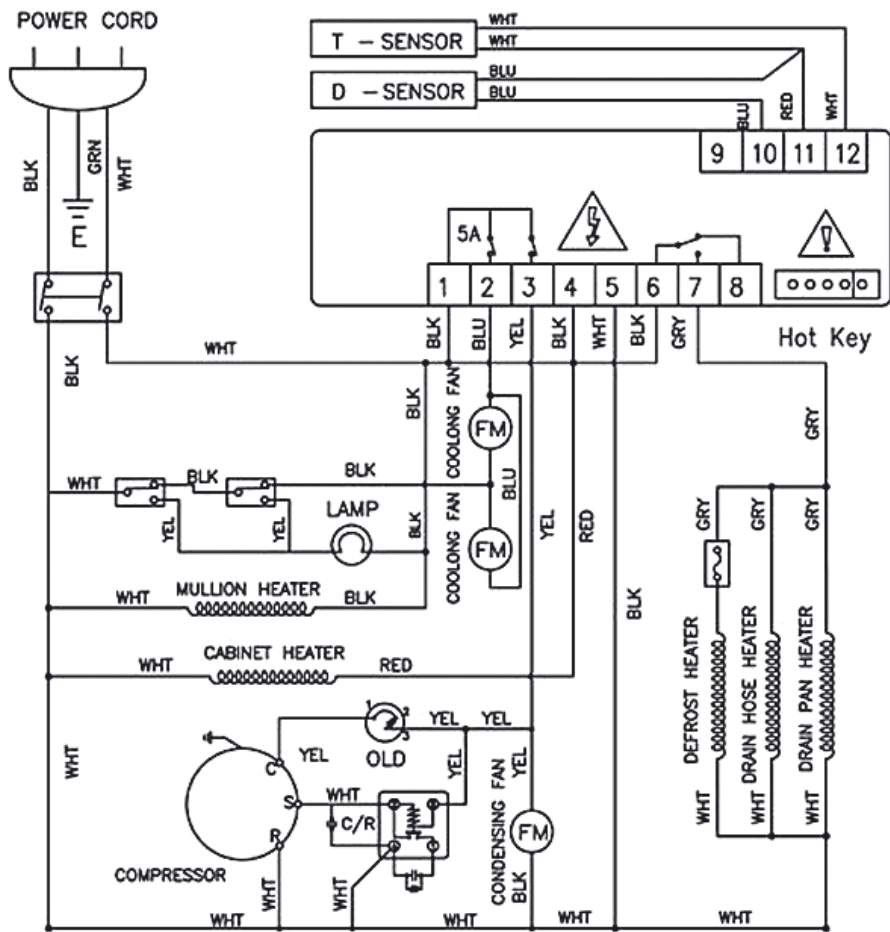 POWER CORD
T - SENSOR
WHT
WHT
D - SENSOR
BLU
BLU
BLK
GRN
WHT
E
BLU
RED
WHT
9 10 11 12
5A
1 2 3 4 5 6 7 8
Hot Key
BLK
BLU
YEL
BLK
WHT
BLK
GRY
WHT
BLK
BLK
COOLONG FAN
FM
BLU
GRY
WHT
BLK
BLK
YEL
YEL
LAMP
BLK
COOLONG FAN
FM
YEL
RED
BLK
GRY
GRY
GRY
MULLION HEATER
WHT
BLK
CABINET HEATER
WHT
RED
DEFROST HEATER
DRAIN HOSE HEATER
DRAIN PAN HEATER
WHT
1
2
3
YEL
YEL
OLD
YEL
C
YEL
YEL
S
WHT
C/R
R
COMPRESSOR
CONDENSING FAN
FM
BLK
WHT
WHT
WHT
WHT
WHT
WHT
WHT
WHT
WHT